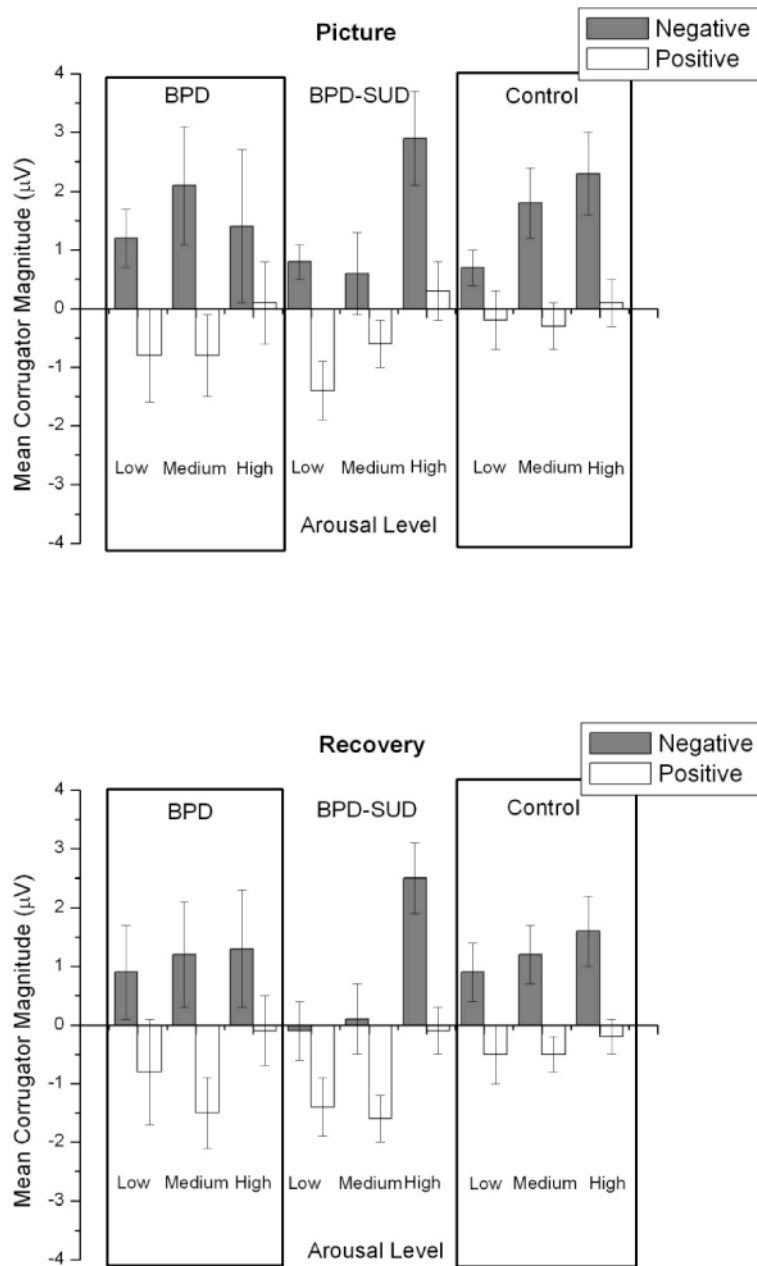 Picture
Negative
Positive
BPD
BPD-SUD
Control
4
3
2
1
0
-1
-2
-3
-4
Mean Corrugator Magnitude (μV)
Low Medium High Low Medium High Low Medium High
Arousal Level
Recovery
Negative
Positive
BPD
BPD-SUD
Control
4
3
2
1
0
-1
-2
-3
-4
Mean Corrugator Magnitude (μV)
Low Medium High Low Medium High Low Medium High
Arousal Level